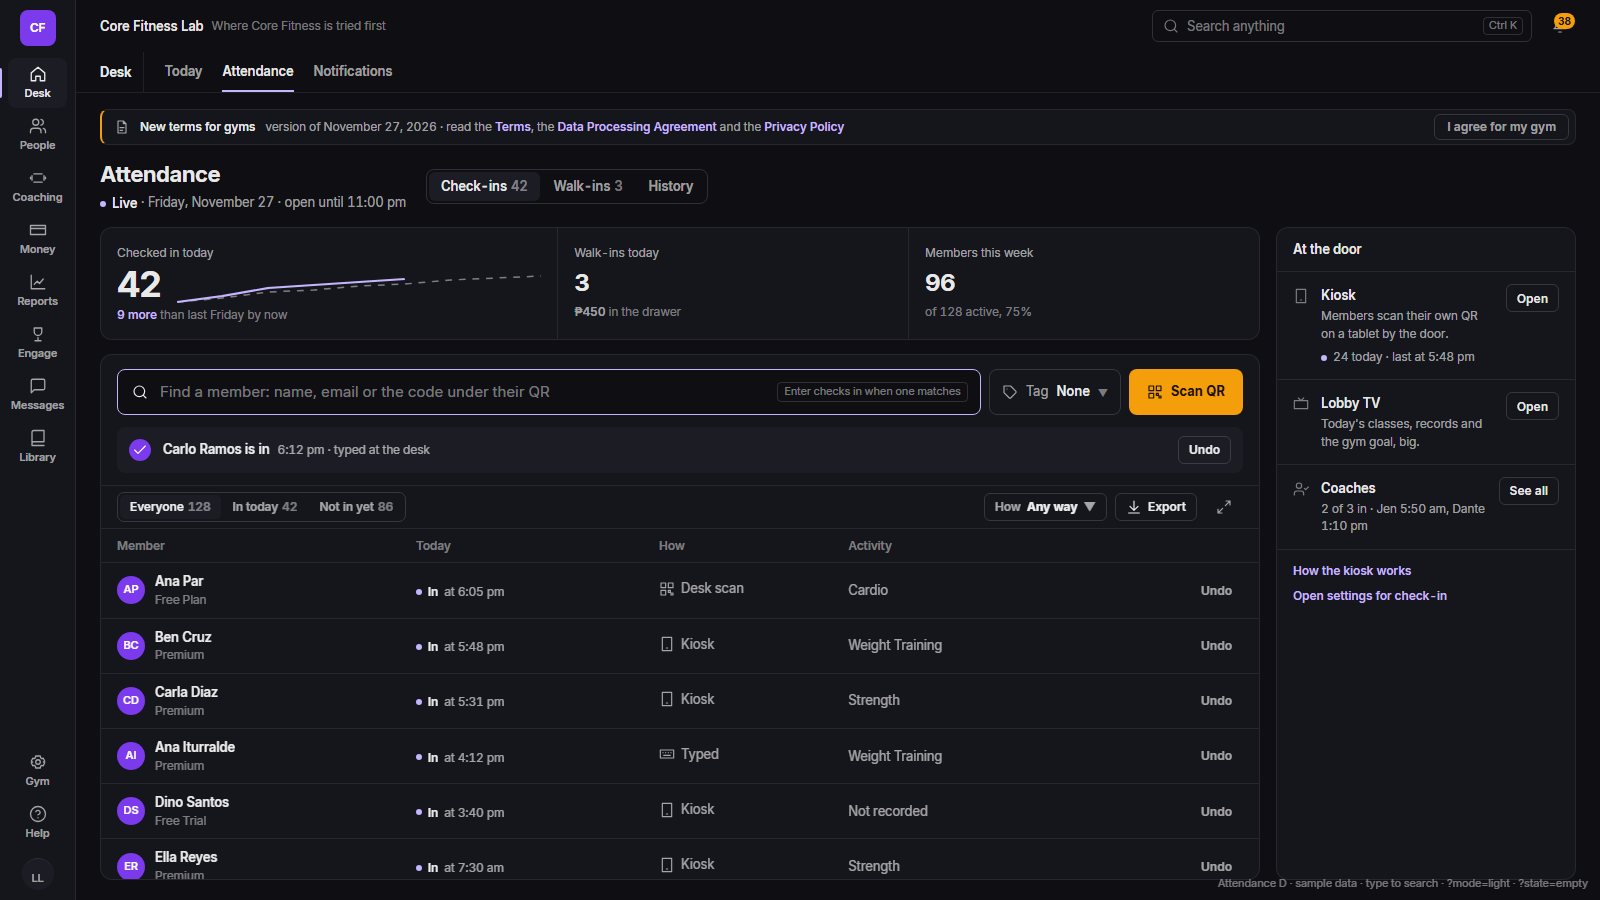 CF
Core Fitness Lab Where Core Fitness is tried first
Search anything Ctrl K
38
Desk
People
Coaching
Money
Reports
Engage
Messages
Library
Gym
Help
LL
Desk Today Attendance Notifications
New terms for gyms version of November 27, 2026 · read the Terms, the Data Processing Agreement and the Privacy Policy
I agree for my gym
Attendance
Live · Friday, November 27 · open until 11:00 pm
Check-ins 42 Walk-ins 3 History
Checked in today
42
9 more than last Friday by now
Walk-ins today
3
₱450 in the drawer
Members this week
96
of 128 active, 75%
Find a member: name, email or the code under their QR
Enter checks in when one matches
Tag None
Scan QR
Carlo Ramos is in 6:12 pm · typed at the desk
Undo
Everyone 128 In today 42 Not in yet 86
How Any way
Export
Member Today How Activity
AP Ana Par
Free Plan
In at 6:05 pm Desk scan Cardio Undo
BC Ben Cruz
Premium
In at 5:48 pm Kiosk Weight Training Undo
CD Carla Diaz
Premium
In at 5:31 pm Kiosk Strength Undo
AI Ana Iturralde
Premium
In at 4:12 pm Typed Weight Training Undo
DS Dino Santos
Free Trial
In at 3:40 pm Kiosk Not recorded Undo
ER Ella Reyes
Premium
In at 7:30 am Kiosk Strength Undo
At the door
Kiosk
Members scan their own QR
on a tablet by the door.
24 today · last at 5:48 pm
Open
Lobby TV
Today's classes, records and
the gym goal, big.
Open
Coaches
2 of 3 in · Jen 5:50 am, Dante
1:10 pm
See all
How the kiosk works
Open settings for check-in
Attendance D · sample data · type to search · ?mode=light · ?state=empty